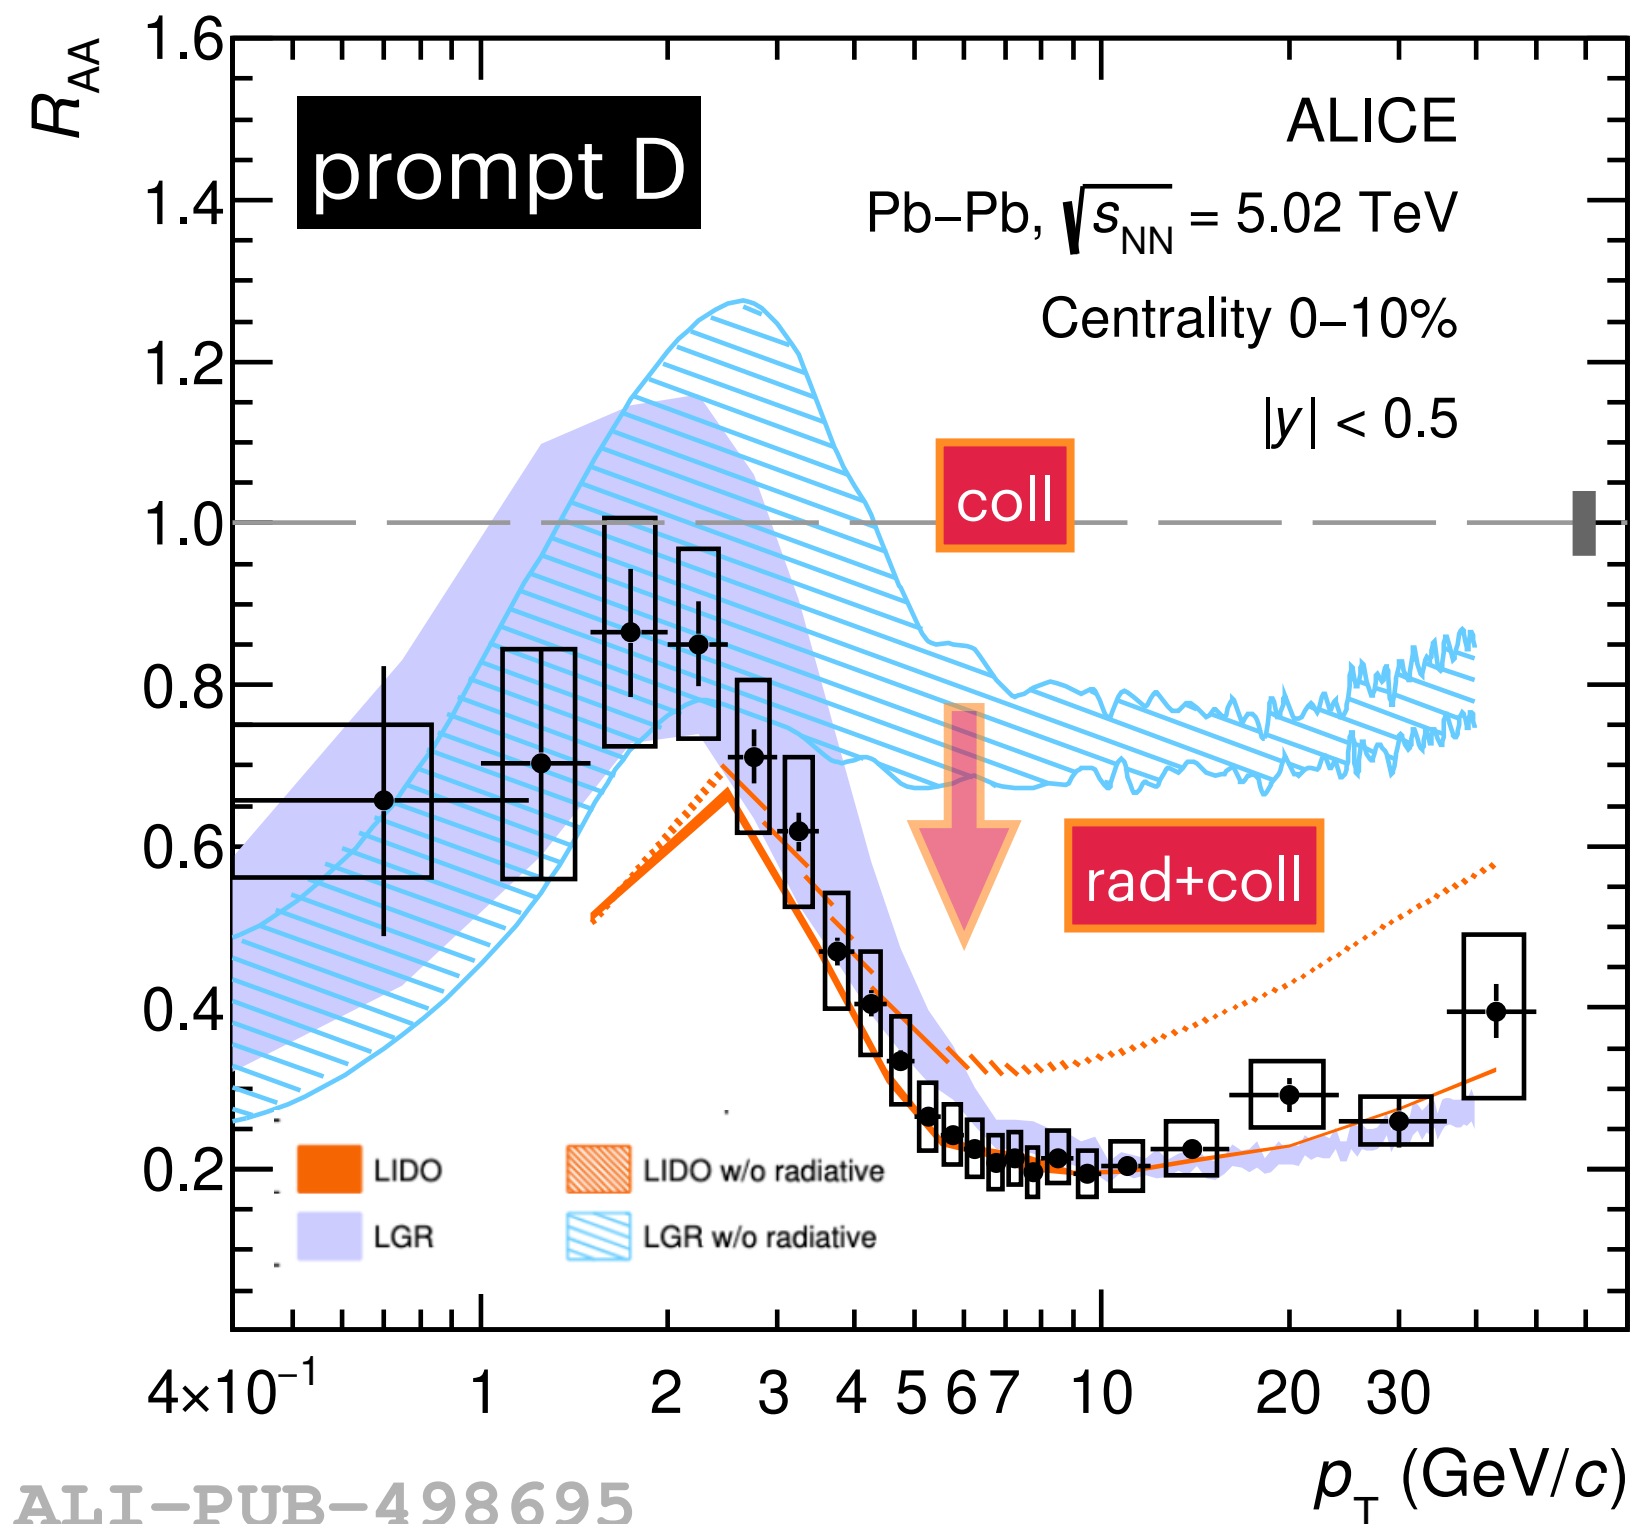 R_AA
1.6
1.4
1.2
1.0
0.8
0.6
0.4
0.2
prompt D
ALICE
Pb–Pb, √s_NN = 5.02 TeV
Centrality 0–10%
|y| < 0.5
coll
rad+coll
LIDO
LIDO w/o radiative
LGR
LGR w/o radiative
4×10⁻¹ 1 2 3 4 5 6 7 10 20 30
p_T (GeV/c)
ALI-PUB-498695